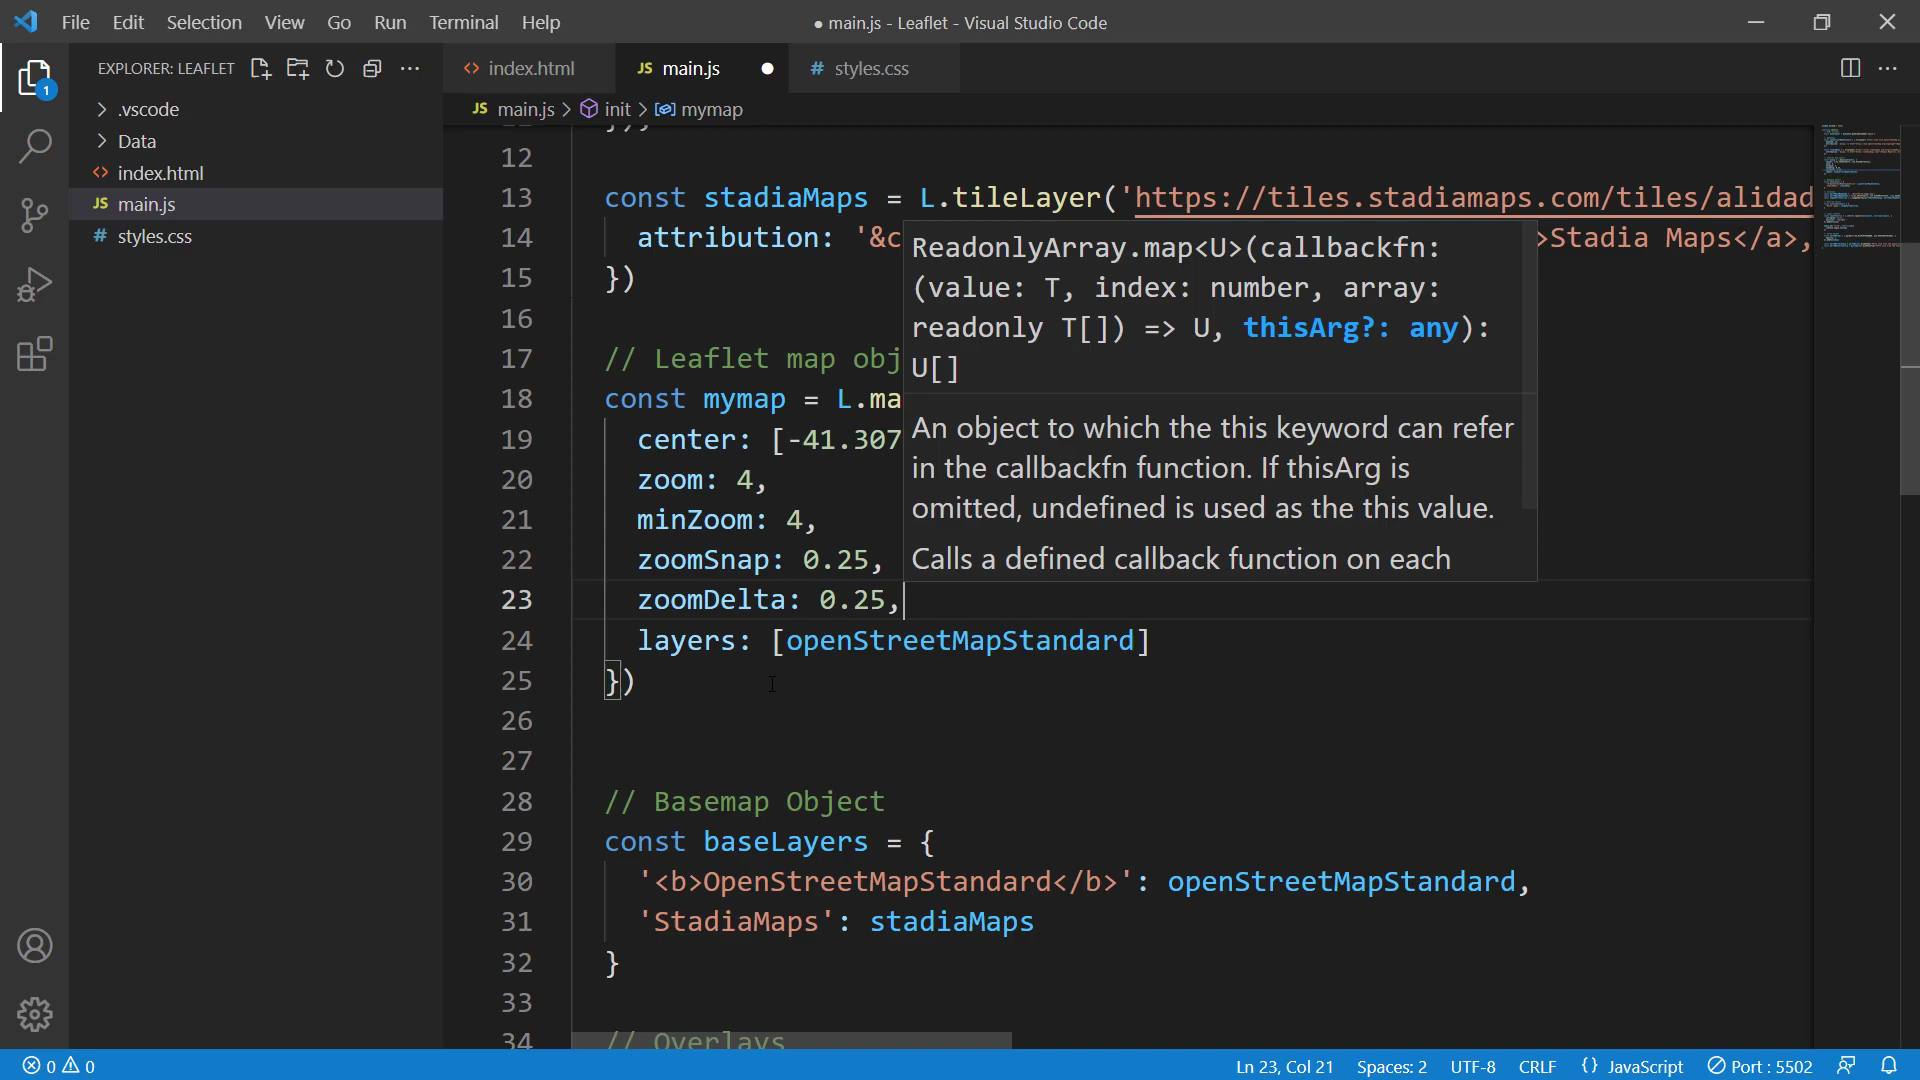 File Edit Selection View Go Run Terminal Help
● main.js - Leaflet - Visual Studio Code
EXPLORER: LEAFLET
index.html
JS main.js
# styles.css
JS main.js > init > mymap
1
> .vscode
> Data
<> index.html
JS main.js
# styles.css
12
13 const stadiaMaps = L.tileLayer('https://tiles.stadiamaps.com/tiles/alidad
14 attribution: '&c
>Stadia Maps</a>,
15 })
16
17 // Leaflet map obj
18 const mymap = L.ma
19 center: [-41.307
20 zoom: 4,
21 minZoom: 4,
22 zoomSnap: 0.25,
23 zoomDelta: 0.25,
24 layers: [openStreetMapStandard]
25 })
26
27
28 // Basemap Object
29 const baseLayers = {
30 '<b>OpenStreetMapStandard</b>': openStreetMapStandard,
31 'StadiaMaps': stadiaMaps
32 }
33
34 // Overlays
ReadonlyArray.map<U>(callbackfn:
(value: T, index: number, array:
readonly T[]) => U, thisArg?: any):
U[]
An object to which the this keyword can refer
in the callbackfn function. If thisArg is
omitted, undefined is used as the this value.
Calls a defined callback function on each
0 0
Ln 23, Col 21 Spaces: 2 UTF-8 CRLF {} JavaScript Port : 5502